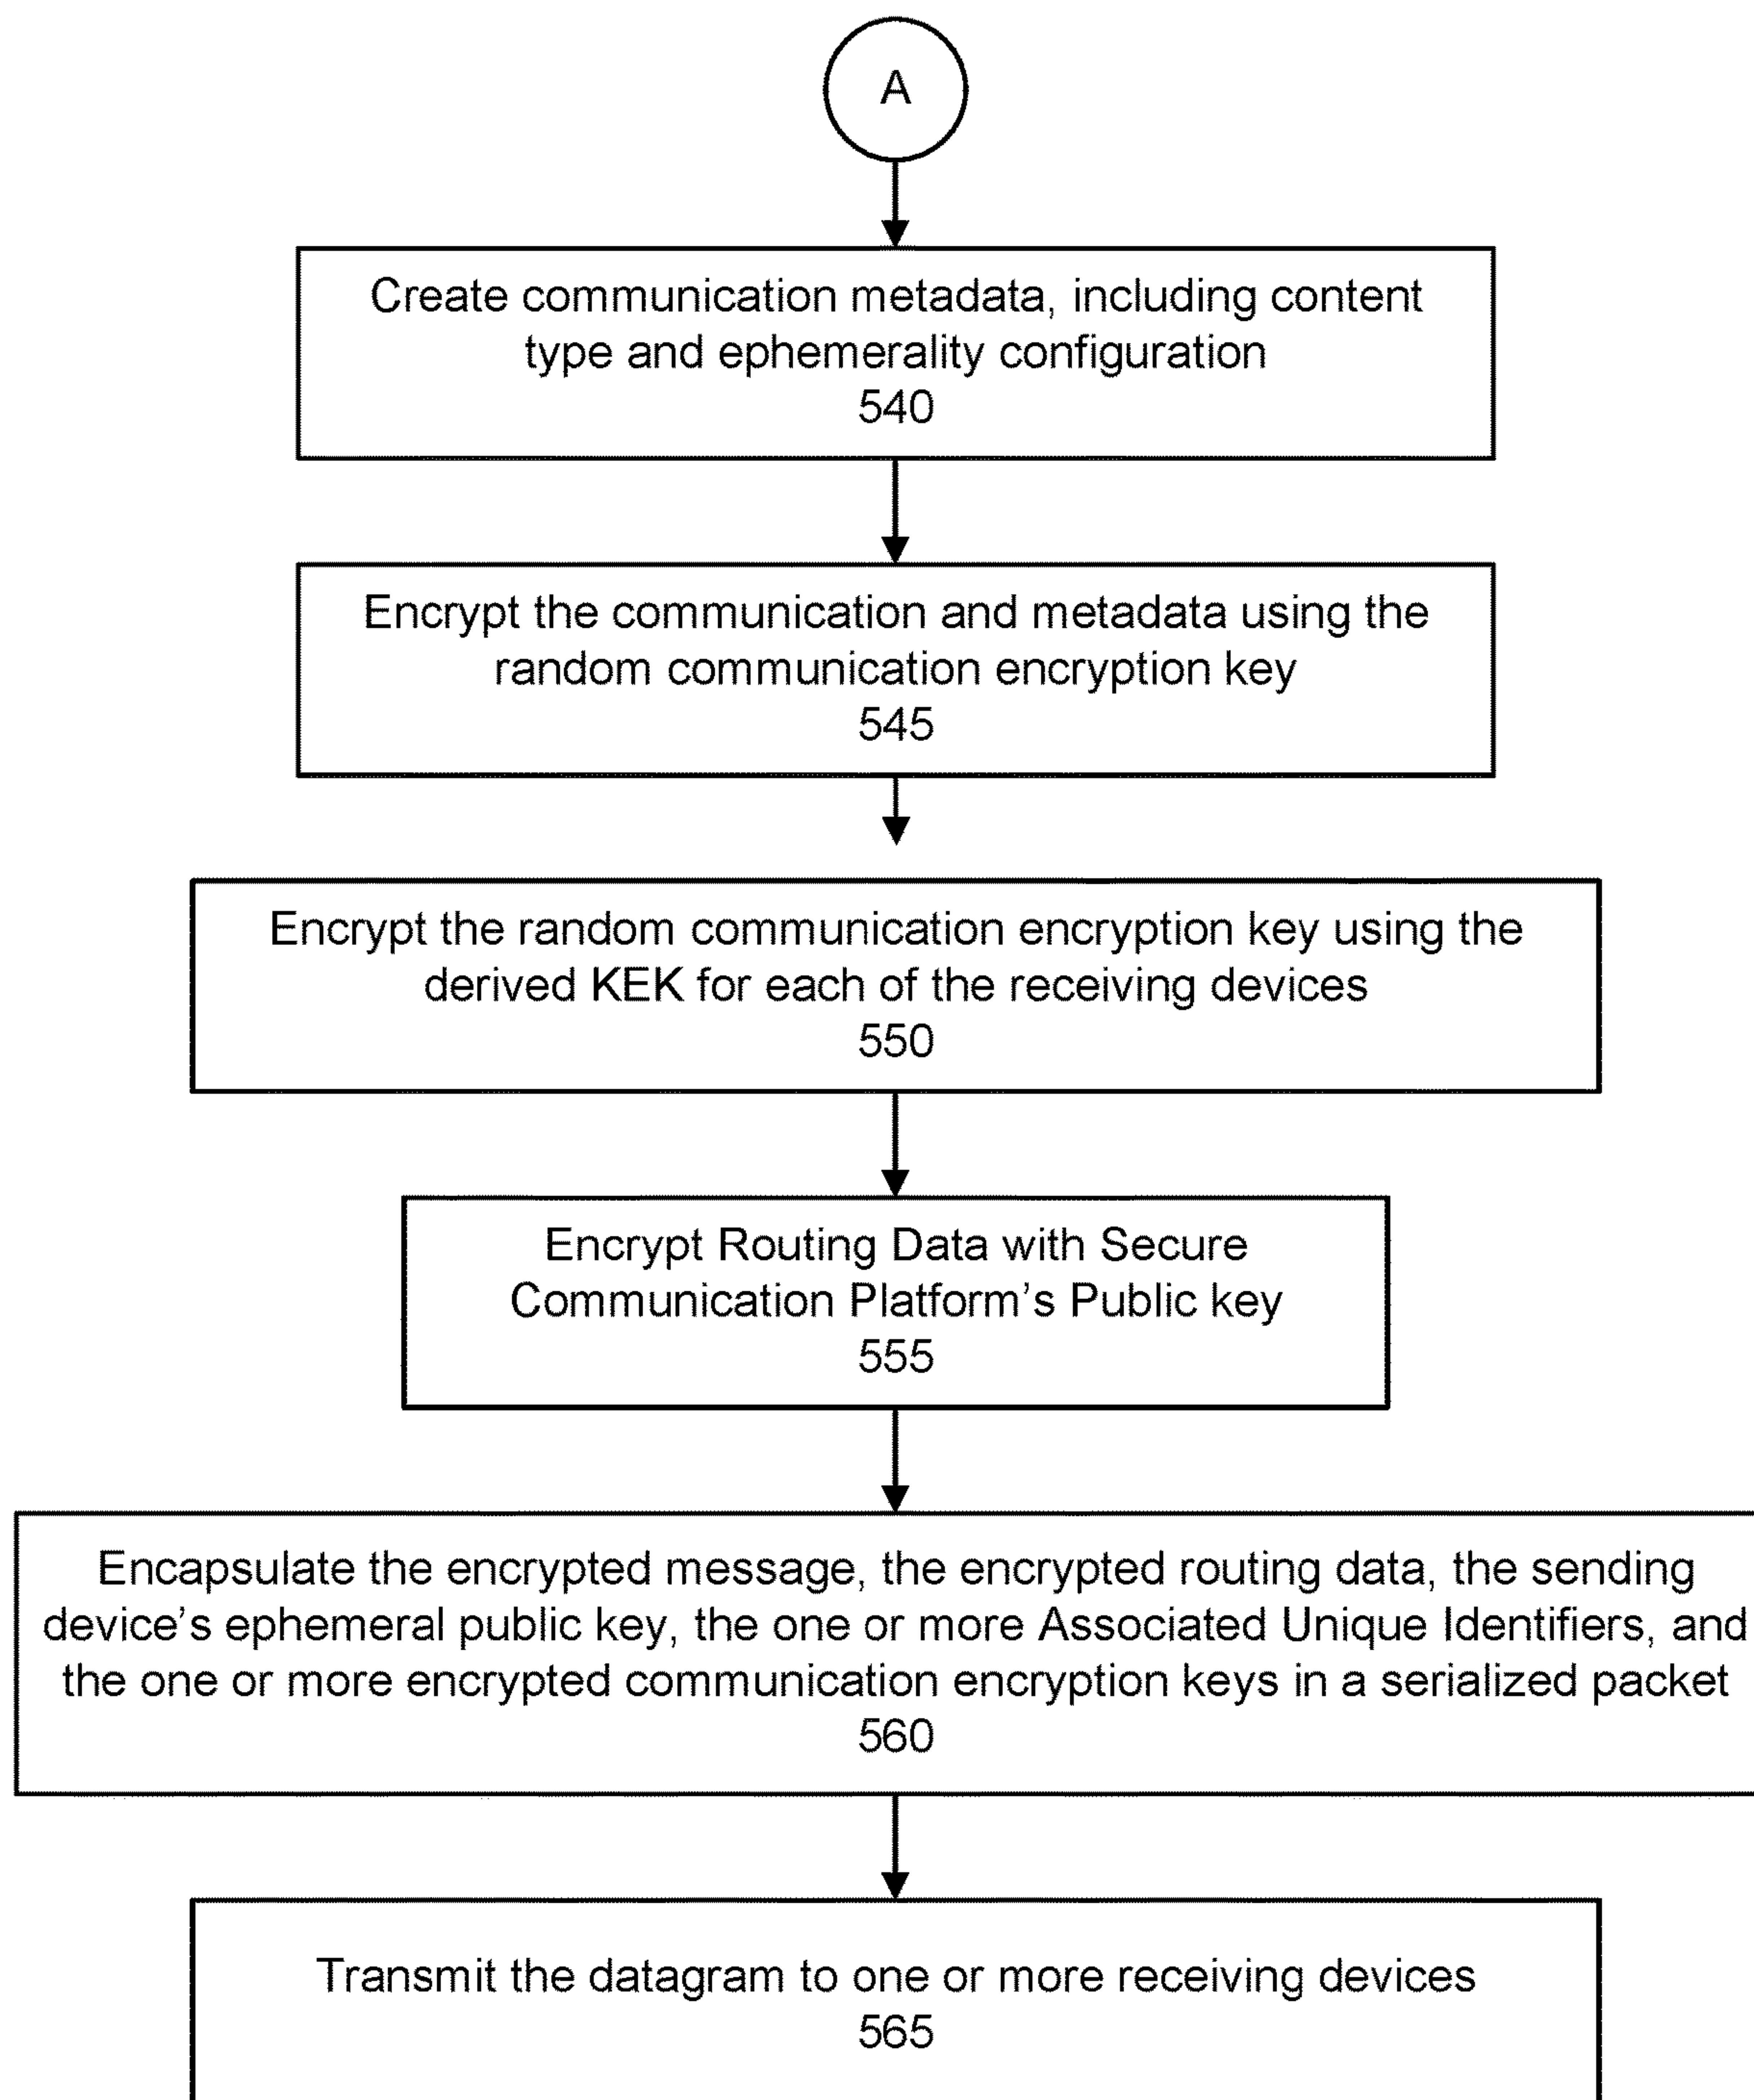 A
Create communication metadata, including content
type and ephemerality configuration
540
Encrypt the communication and metadata using the
random communication encryption key
545
Encrypt the random communication encryption key using the
derived KEK for each of the receiving devices
550
Encrypt Routing Data with Secure
Communication Platform's Public key
555
Encapsulate the encrypted message, the encrypted routing data, the sending
device's ephemeral public key, the one or more Associated Unique Identifiers, and
the one or more encrypted communication encryption keys in a serialized packet
560
Transmit the datagram to one or more receiving devices
565